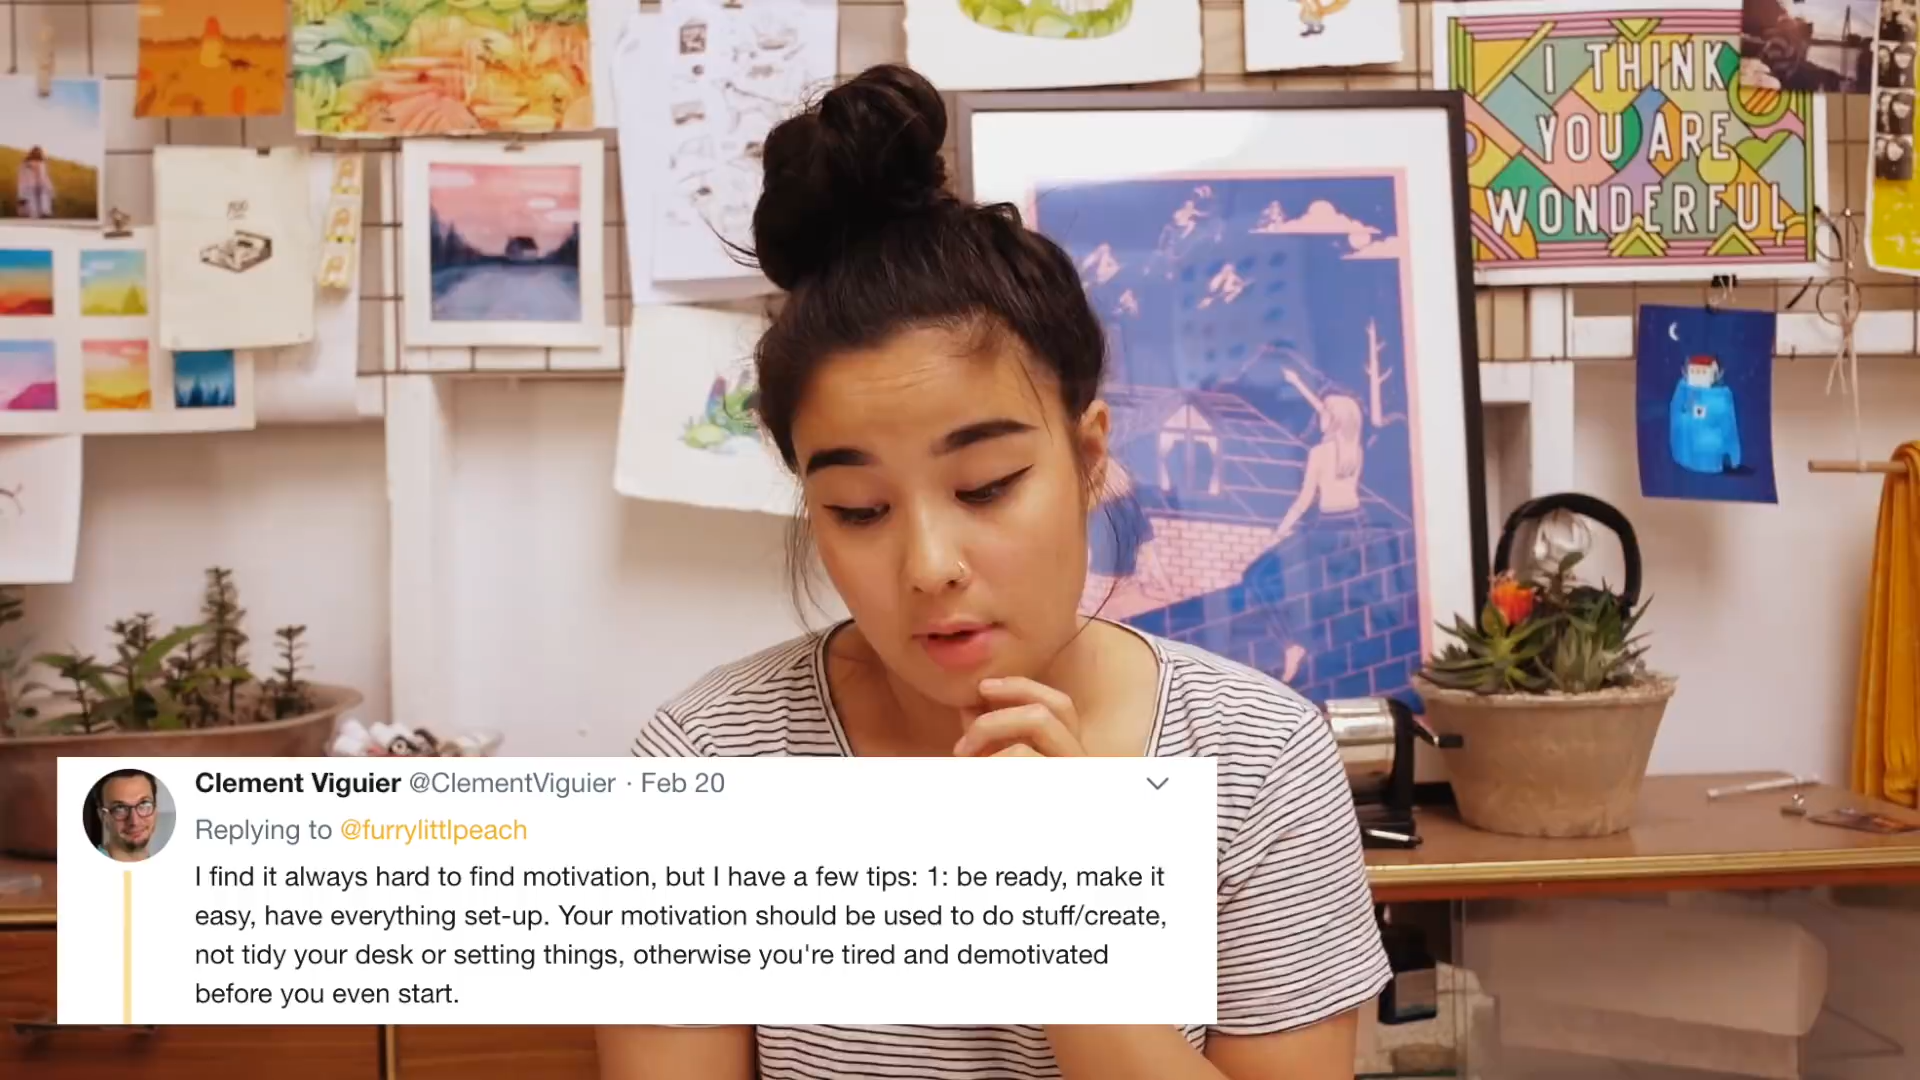 I THINK
YOU ARE
WONDERFUL
Clement Viguier @ClementViguier · Feb 20
Replying to @furrylittlpeach
I find it always hard to find motivation, but I have a few tips: 1: be ready, make it
easy, have everything set-up. Your motivation should be used to do stuff/create,
not tidy your desk or setting things, otherwise you're tired and demotivated
before you even start.